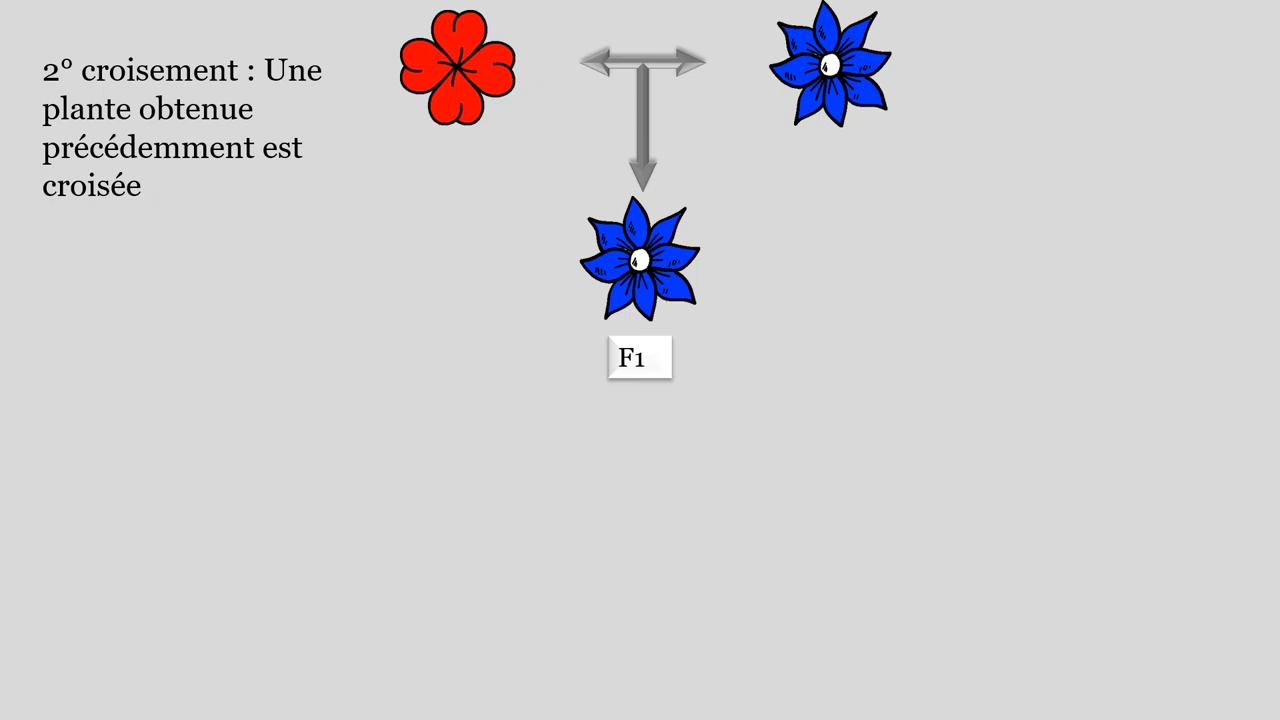 2° croisement : Une
plante obtenue
précédemment est
croisée
F1